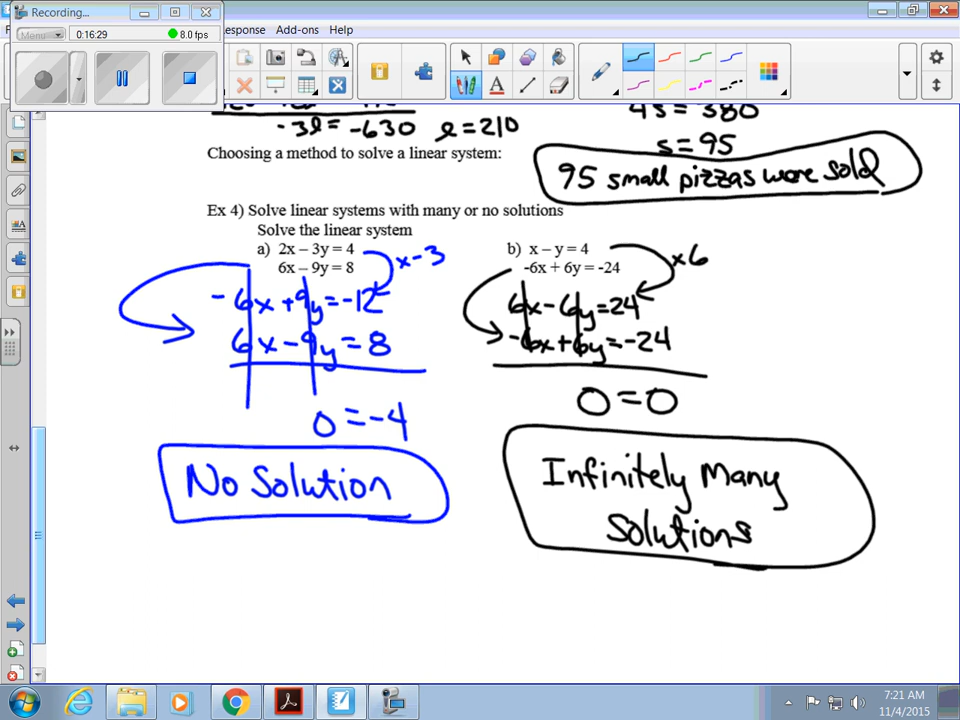 Recording...
Menu
0:16:29
8.0 fps
Response Add-ons Help
-3l = -630 l = 210
4s = 380
s = 95
95 small pizzas were sold
Choosing a method to solve a linear system:
Ex 4) Solve linear systems with many or no solutions
Solve the linear system
a) 2x – 3y = 4
6x – 9y = 8
x -3
-6x + 9y = -12
6x - 9y = 8
0 = -4
No Solution
b) x – y = 4
-6x + 6y = -24
x 6
6x - 6y = 24
-6x + 6y = -24
0 = 0
Infinitely Many
Solutions
7:21 AM
11/4/2015